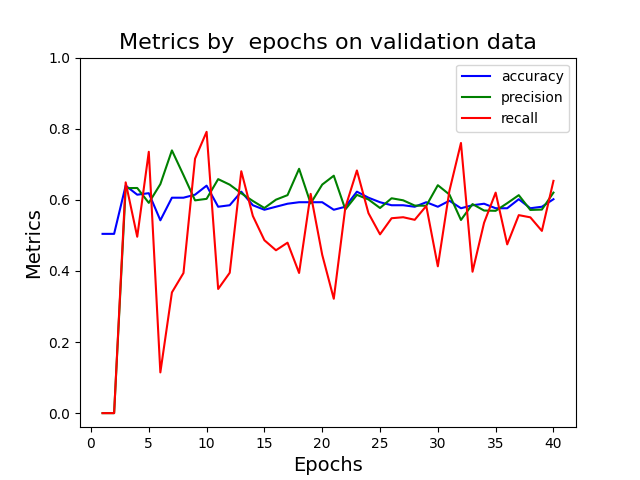 Metrics by  epochs on validation data
accuracy
precision
recall
Metrics
1.0
0.8
0.6
0.4
0.2
0.0
0 5 10 15 20 25 30 35 40
Epochs